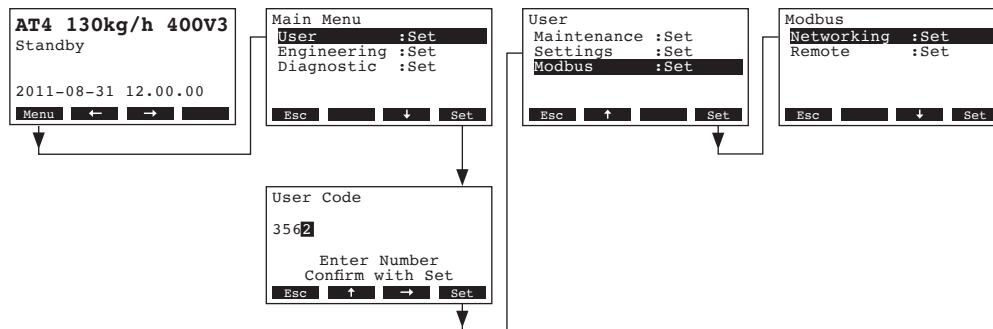 AT4 130kg/h 400V3
Standby
2011-08-31 12.00.00
Menu ← →
Main Menu
User :Set
Engineering :Set
Diagnostic :Set
Esc ↓ Set
User Code
3562
Enter Number
Confirm with Set
Esc ↑ → Set
User
Maintenance :Set
Settings :Set
Modbus :Set
Esc ↑ Set
Modbus
Networking :Set
Remote :Set
Esc ↓ Set